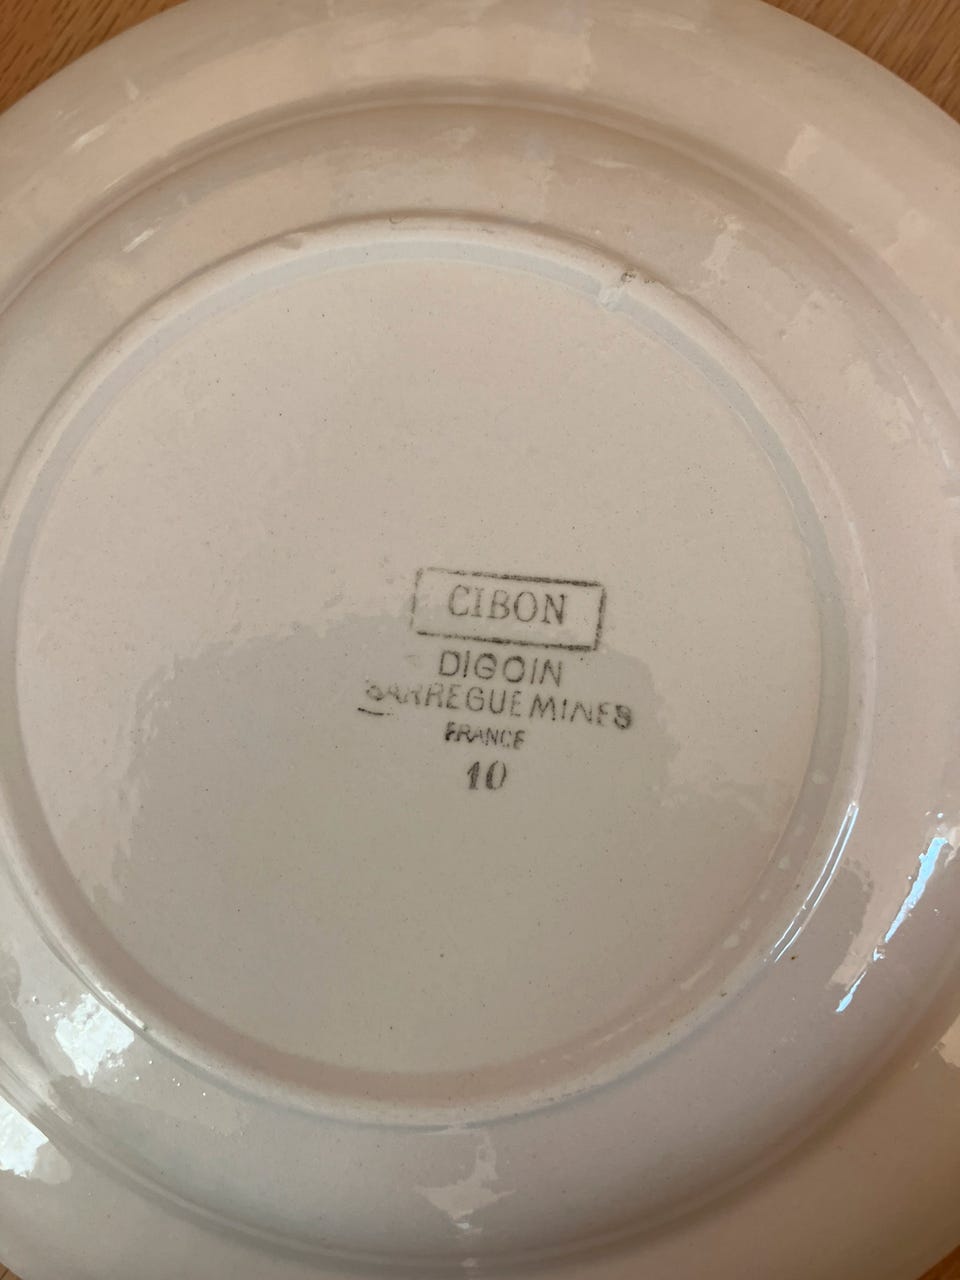 CIBON
DIGOIN
SARREGUEMINES
FRANCE
10